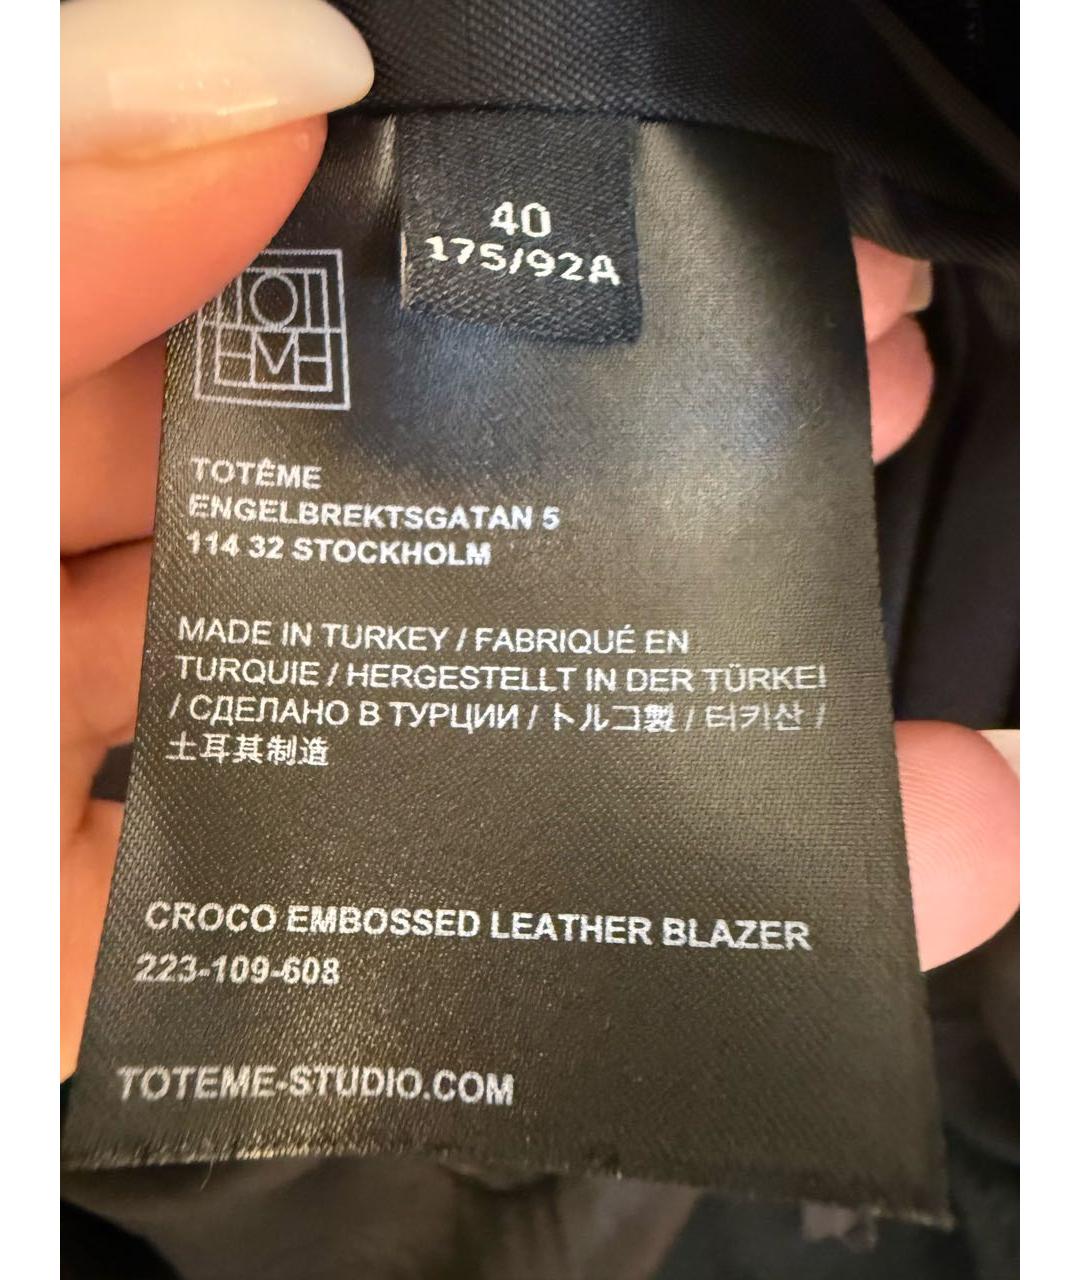 40
175/92A
TOTEME
TOTÊME
ENGELBREKTSGATAN 5
114 32 STOCKHOLM
MADE IN TURKEY / FABRIQUÉ EN
TURQUIE / HERGESTELLT IN DER TÜRKEI
/ СДЕЛАНО В ТУРЦИИ / トルコ製 / 터키산 /
土耳其制造
CROCO EMBOSSED LEATHER BLAZER
223-109-608
TOTEME-STUDIO.COM